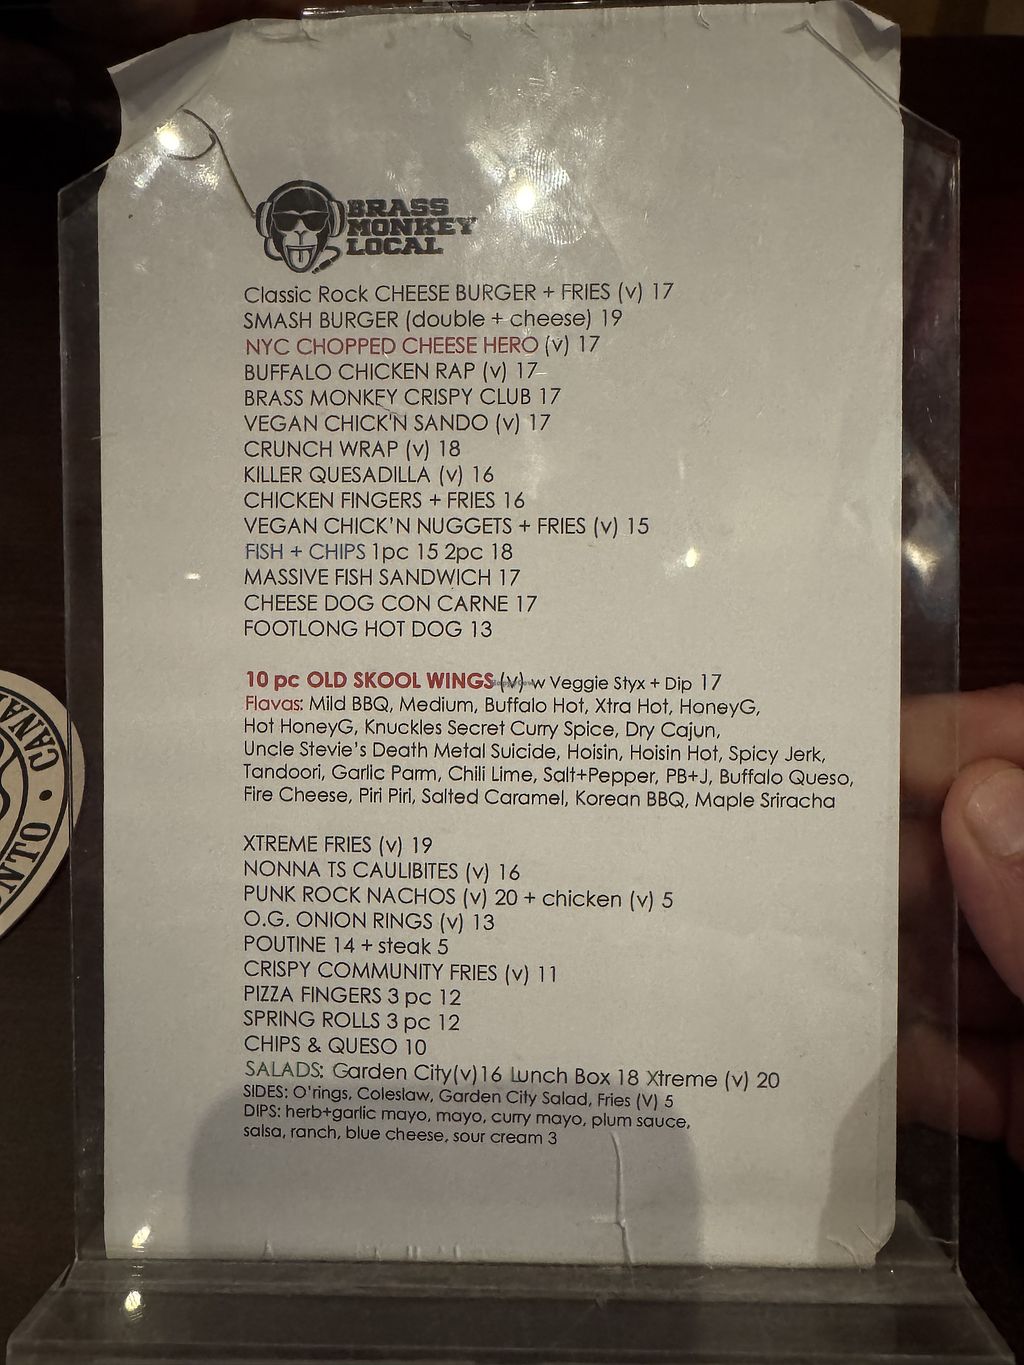 BRASS
MONKEY
LOCAL
Classic Rock CHEESE BURGER + FRIES (v) 17
SMASH BURGER (double + cheese) 19
NYC CHOPPED CHEESE HERO (v) 17
BUFFALO CHICKEN RAP (v) 17
BRASS MONKEY CRISPY CLUB 17
VEGAN CHICK'N SANDO (v) 17
CRUNCH WRAP (v) 18
KILLER QUESADILLA (v) 16
CHICKEN FINGERS + FRIES 16
VEGAN CHICK'N NUGGETS + FRIES (v) 15
FISH + CHIPS 1pc 15 2pc 18
MASSIVE FISH SANDWICH 17
CHEESE DOG CON CARNE 17
FOOTLONG HOT DOG 13
10 pc OLD SKOOL WINGS (v) w Veggie Styx + Dip 17
Flavas: Mild BBQ, Medium, Buffalo Hot, Xtra Hot, HoneyG,
Hot HoneyG, Knuckles Secret Curry Spice, Dry Cajun,
Uncle Stevie's Death Metal Suicide, Hoisin, Hoisin Hot, Spicy Jerk,
Tandoori, Garlic Parm, Chili Lime, Salt+Pepper, PB+J, Buffalo Queso,
Fire Cheese, Piri Piri, Salted Caramel, Korean BBQ, Maple Sriracha
XTREME FRIES (v) 19
NONNA TS CAULIBITES (v) 16
PUNK ROCK NACHOS (v) 20 + chicken (v) 5
O.G. ONION RINGS (v) 13
POUTINE 14 + steak 5
CRISPY COMMUNITY FRIES (v) 11
PIZZA FINGERS 3 pc 12
SPRING ROLLS 3 pc 12
CHIPS & QUESO 10
SALADS: Garden City(v)16 Lunch Box 18 Xtreme (v) 20
SIDES: O'rings, Coleslaw, Garden City Salad, Fries (V) 5
DIPS: herb+garlic mayo, mayo, curry mayo, plum sauce,
salsa, ranch, blue cheese, sour cream 3